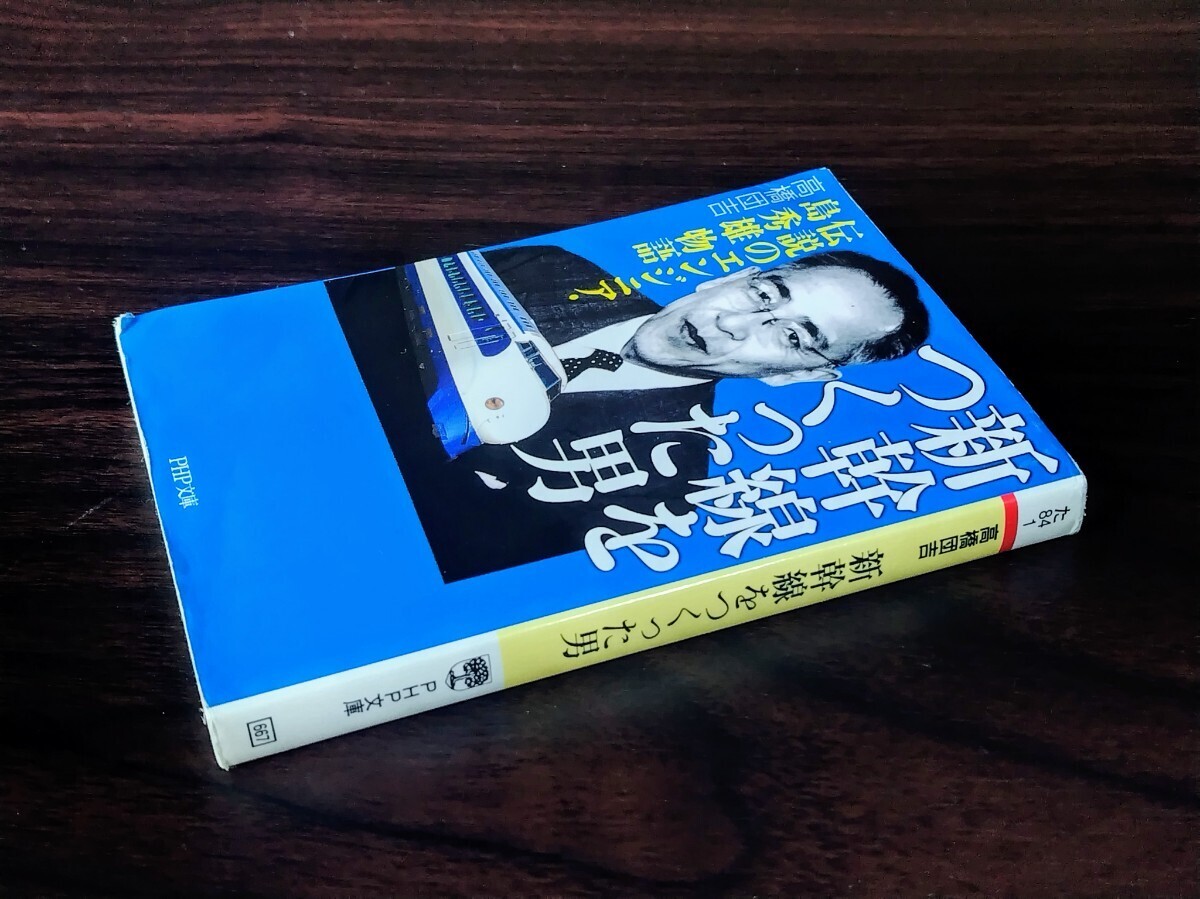 新幹線を
つくった男
伝説のエンジニア・
島秀雄物語
高橋団吉
PHP文庫
た
84
1
高橋団吉
新幹線をつくった男
PHP文庫
667